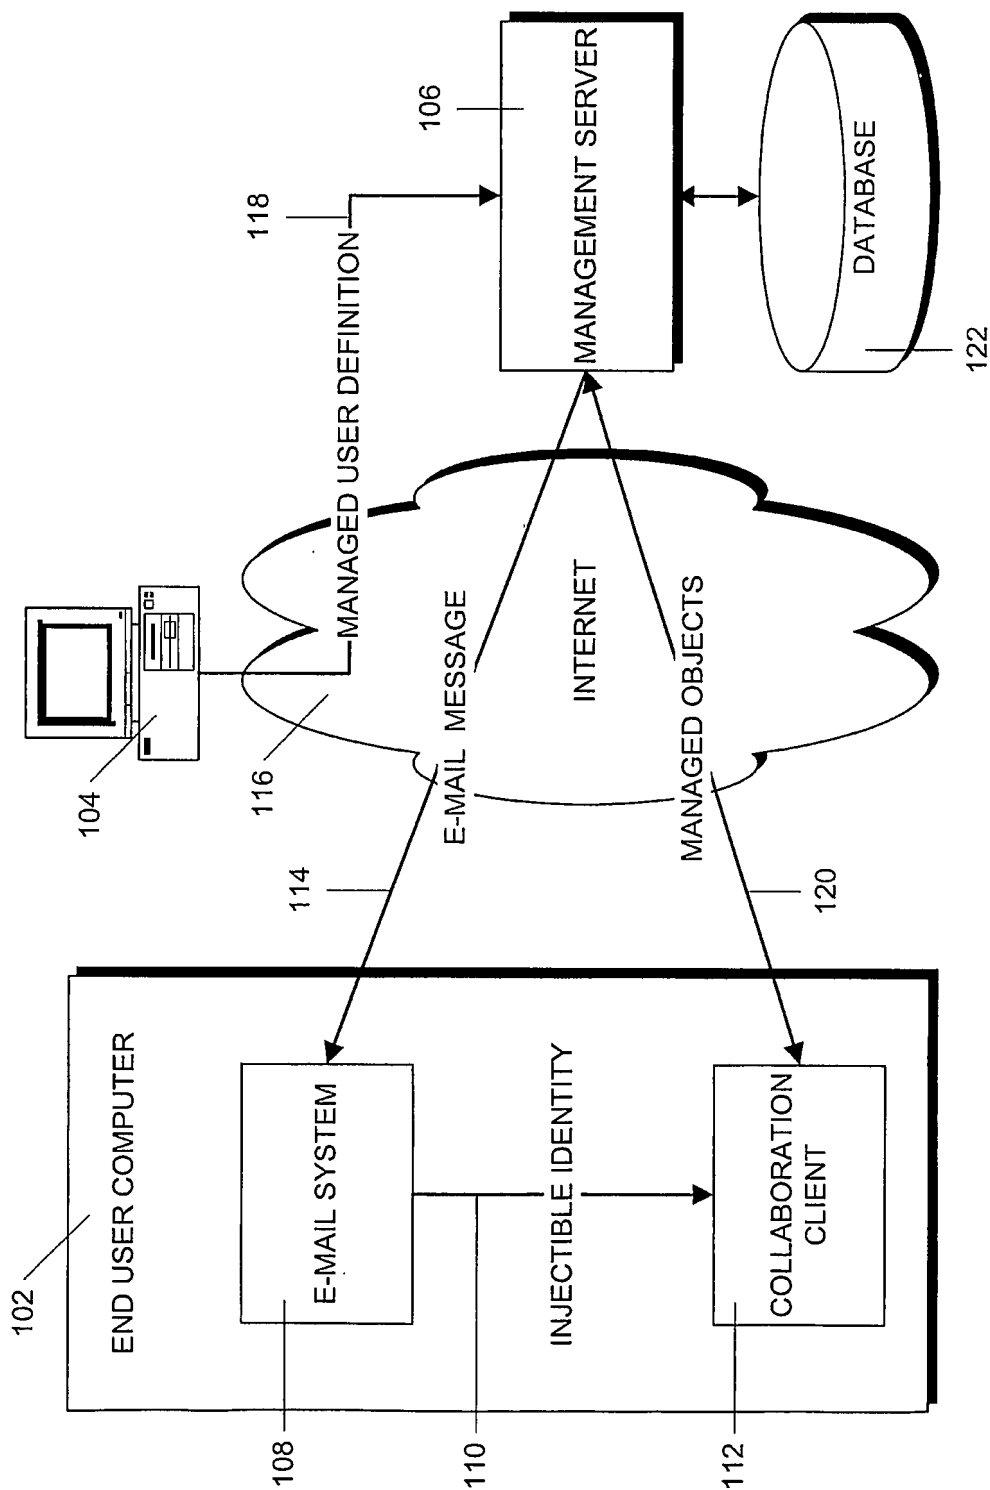 102
END USER COMPUTER
108
E-MAIL SYSTEM
110
INJECTIBLE IDENTITY
112
COLLABORATION
CLIENT
114
E-MAIL MESSAGE
104
116
INTERNET
MANAGED OBJECTS
120
MANAGED USER DEFINITION
118
106
MANAGEMENT SERVER
DATABASE
122